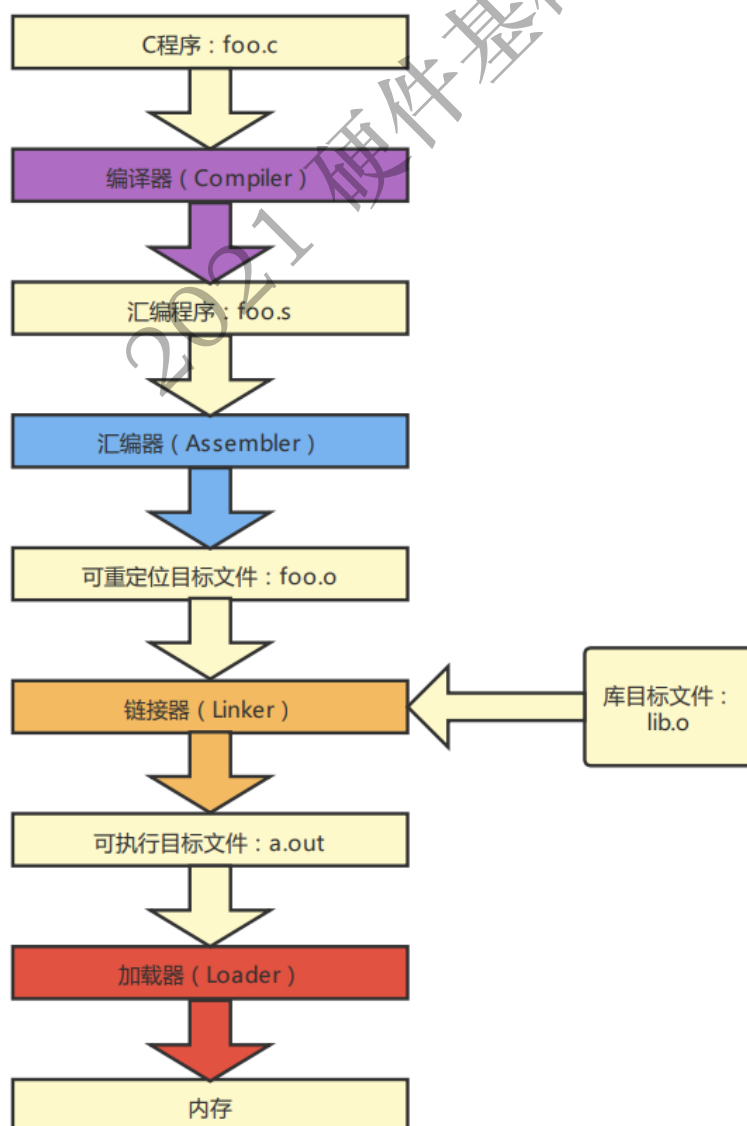 C程序：foo.c
编译器（Compiler）
汇编程序：foo.s
汇编器（Assembler）
可重定位目标文件：foo.o
链接器（Linker）
库目标文件：
lib.o
可执行目标文件：a.out
加载器（Loader）
内存
2021 硬件基